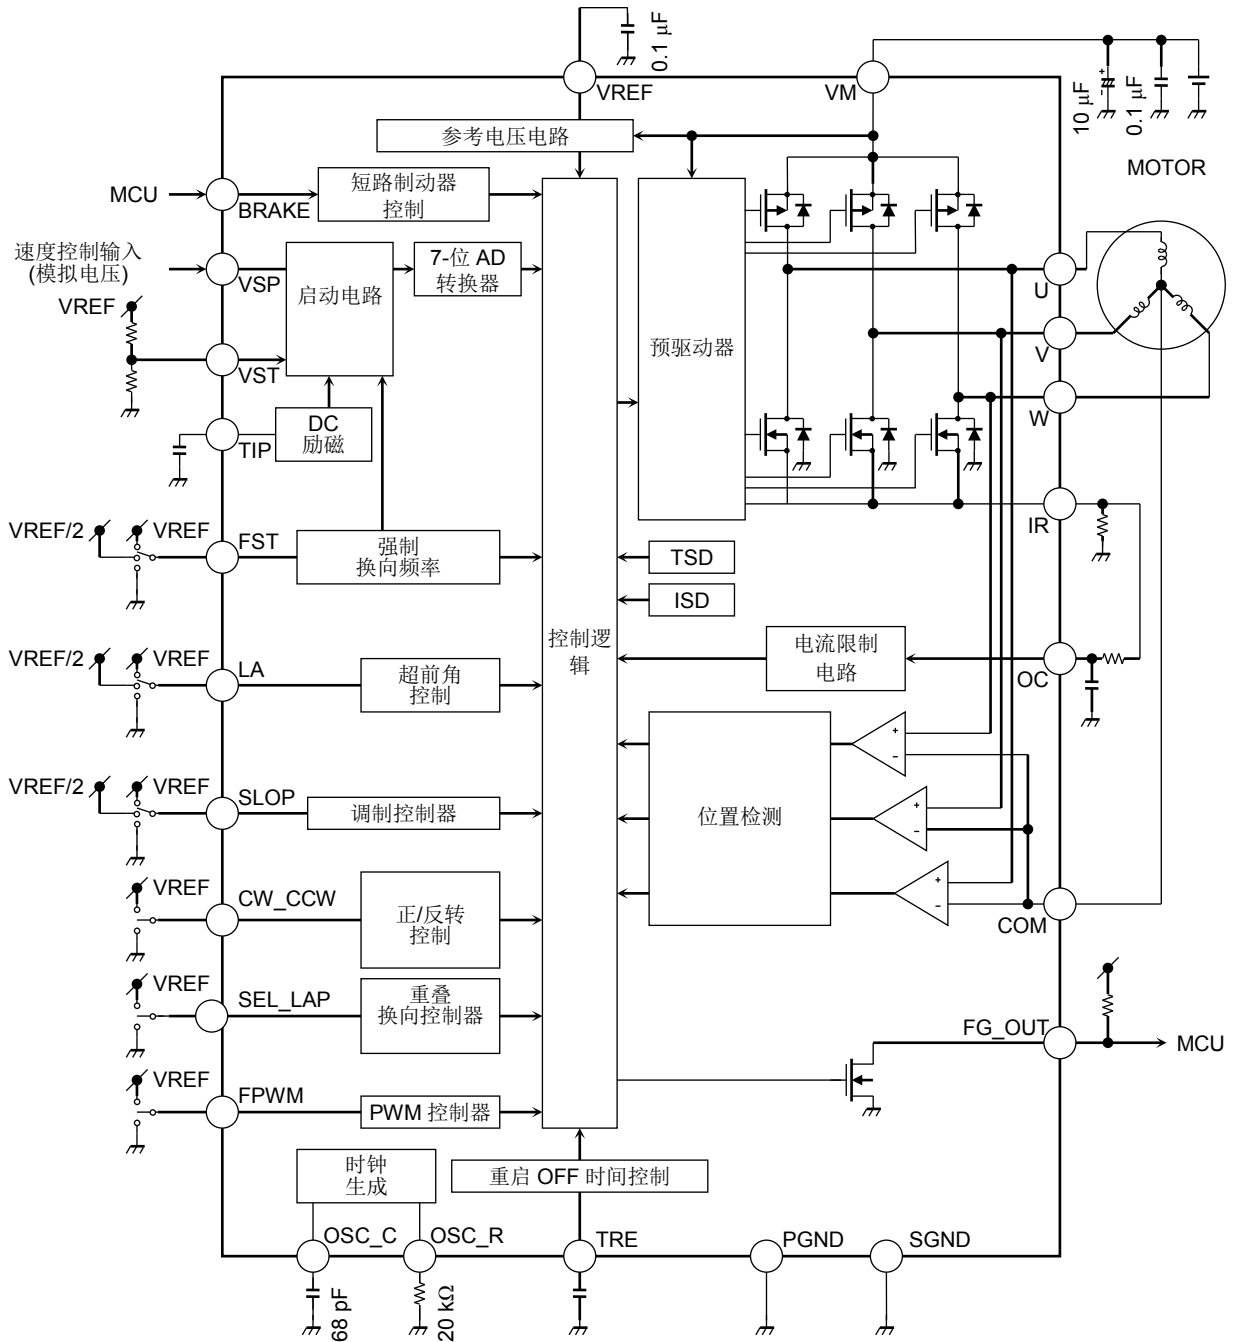 0.1 μF
VREF
VM
10 μF
+
-
0.1 μF
MOTOR
参考电压电路
MCU
BRAKE
短路制动器
控制
速度控制输入
(模拟电压)
VSP
启动电路
7-位 AD
转换器
VREF
VST
TIP
DC
励磁
预驱动器
U
V
W
IR
VREF/2
VREF
FST
强制
换向频率
TSD
ISD
控制逻
辑
VREF/2
VREF
LA
超前角
控制
电流限制
电路
OC
VREF/2
VREF
SLOP
调制控制器
位置检测
+
-
+
-
+
-
VREF
CW_CCW
正/反转
控制
COM
VREF
SEL_LAP
重叠
换向控制器
FG_OUT
MCU
VREF
FPWM
PWM 控制器
时钟
生成
重启 OFF 时间控制
OSC_C
OSC_R
TRE
PGND
SGND
68 pF
20 kΩ